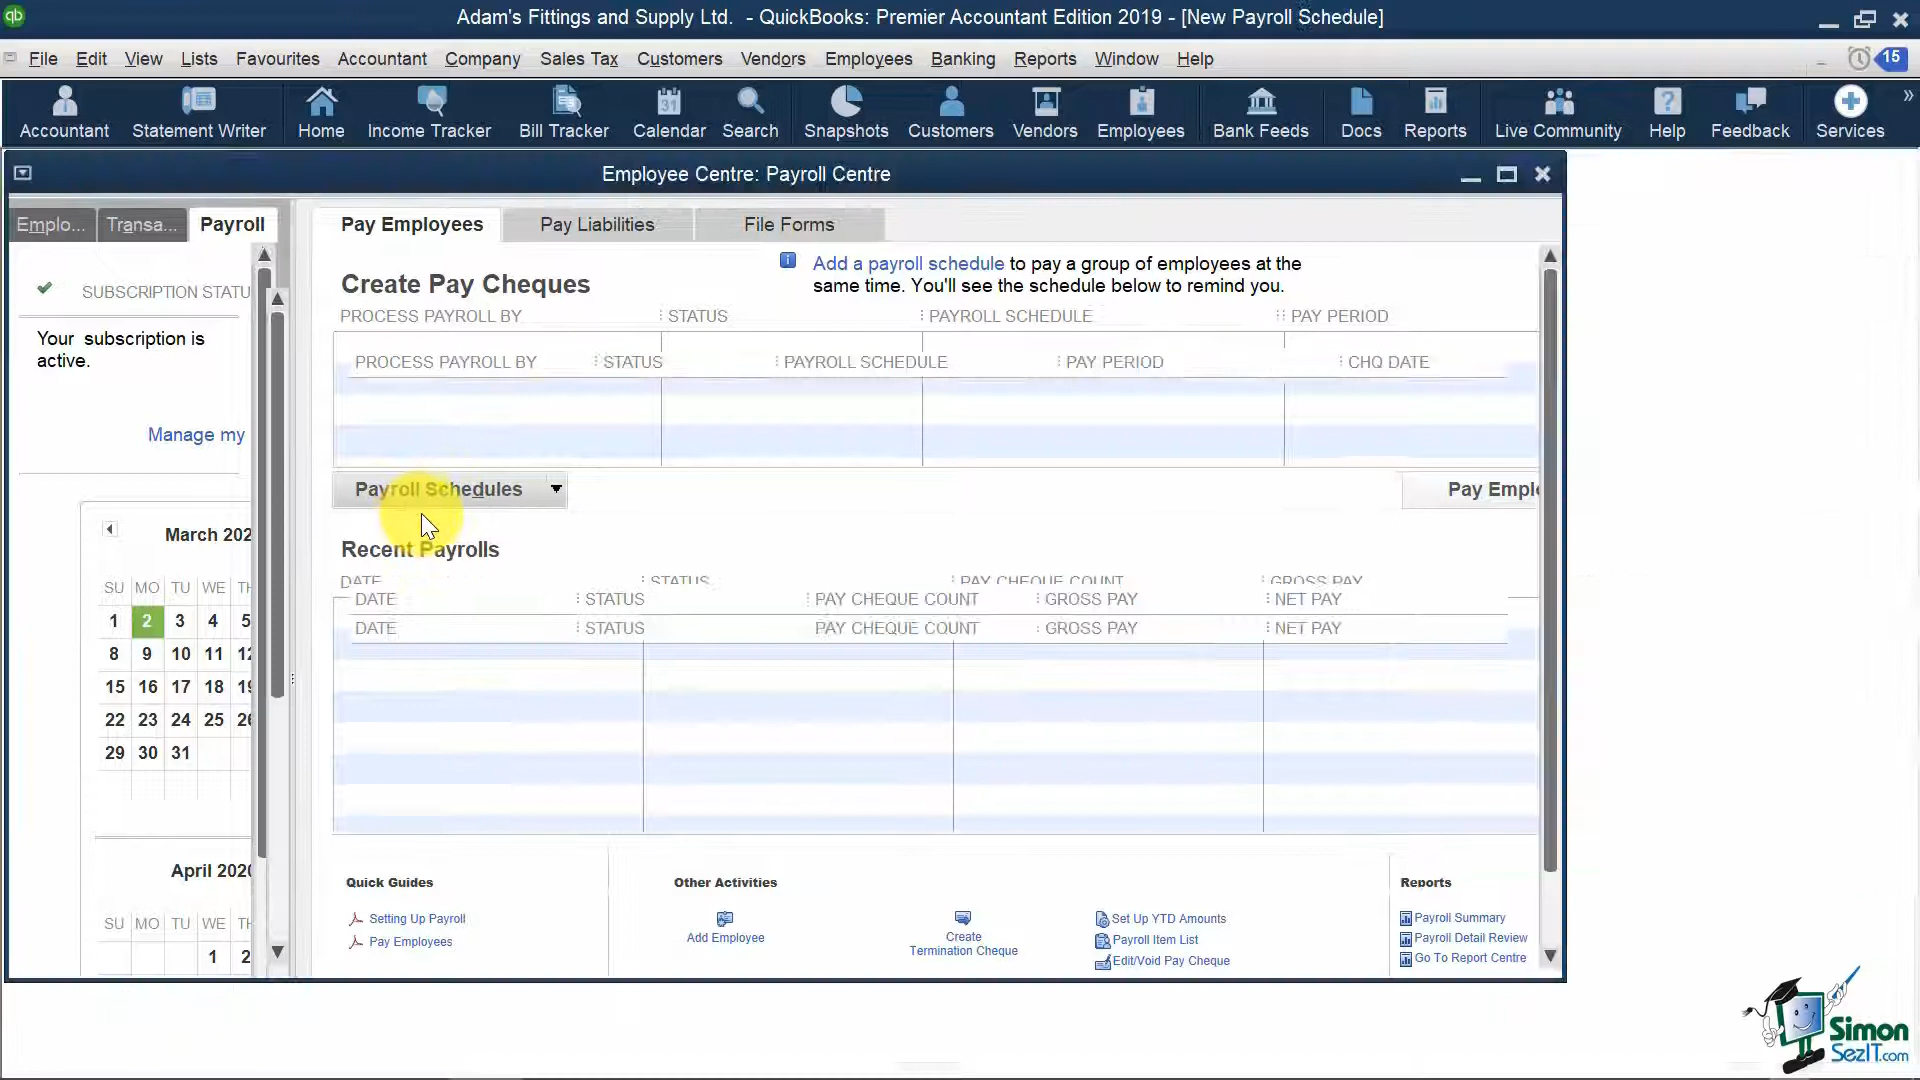 qb
Adam's Fittings and Supply Ltd. - QuickBooks: Premier Accountant Edition 2019 - [New Payroll Schedule]
File Edit View Lists Favourites Accountant Company Sales Tax Customers Vendors Employees Banking Reports Window Help 15
31
Accountant Statement Writer Home Income Tracker Bill Tracker Calendar Search Snapshots Customers Vendors Employees Bank Feeds Docs Reports Live Community Help Feedback Services
Employee Centre: Payroll Centre
Emplo... Transa... Payroll Pay Employees Pay Liabilities File Forms
SUBSCRIPTION STATU
Your subscription is
active.
Manage my
March 202
SU MO TU WE TH
1 2 3 4 5
8 9 10 11 12
15 16 17 18 19
22 23 24 25 26
29 30 31
April 2020
SU MO TU WE TH
1 2
Create Pay Cheques
Add a payroll schedule to pay a group of employees at the
same time. You'll see the schedule below to remind you.
PROCESS PAYROLL BY STATUS PAYROLL SCHEDULE PAY PERIOD
PROCESS PAYROLL BY STATUS PAYROLL SCHEDULE PAY PERIOD CHQ DATE
Payroll Schedules Pay Emplo
Recent Payrolls
DATE STATUS PAY CHEQUE COUNT GROSS PAY
DATE STATUS PAY CHEQUE COUNT GROSS PAY NET PAY
DATE STATUS PAY CHEQUE COUNT GROSS PAY NET PAY
Quick Guides
Setting Up Payroll
Pay Employees
Other Activities
Add Employee
Create
Termination Cheque
Set Up YTD Amounts
Payroll Item List
Edit/Void Pay Cheque
Reports
Payroll Summary
Payroll Detail Review
Go To Report Centre
Simon
SezIT.com